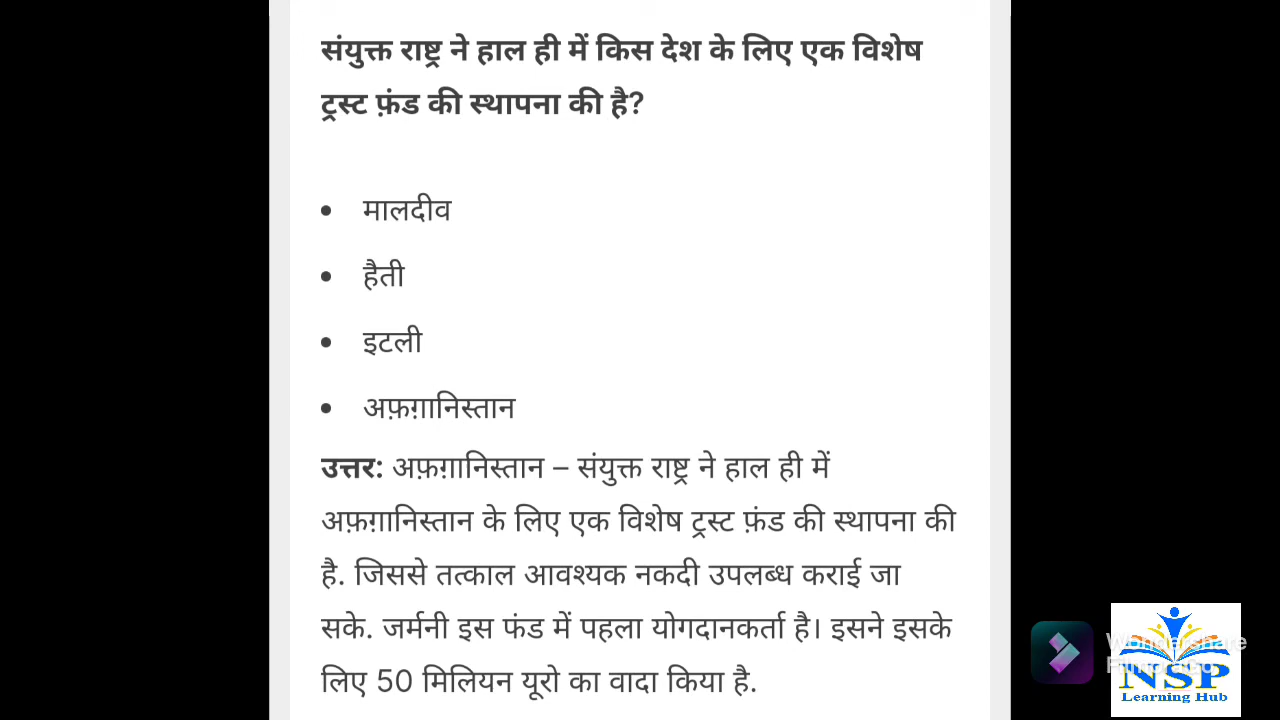 संयुक्त राष्ट्र ने हाल ही में किस देश के लिए एक विशेष
ट्रस्ट फ़ंड की स्थापना की है?
• मालदीव
• हैती
• इटली
• अफ़ग़ानिस्तान
उत्तर: अफ़ग़ानिस्तान – संयुक्त राष्ट्र ने हाल ही में
अफ़ग़ानिस्तान के लिए एक विशेष ट्रस्ट फ़ंड की स्थापना की
है. जिससे तत्काल आवश्यक नकदी उपलब्ध कराई जा
सके. जर्मनी इस फंड में पहला योगदानकर्ता है। इसने इसके
लिए 50 मिलियन यूरो का वादा किया है.
Wondershare
NSP
Learning Hub